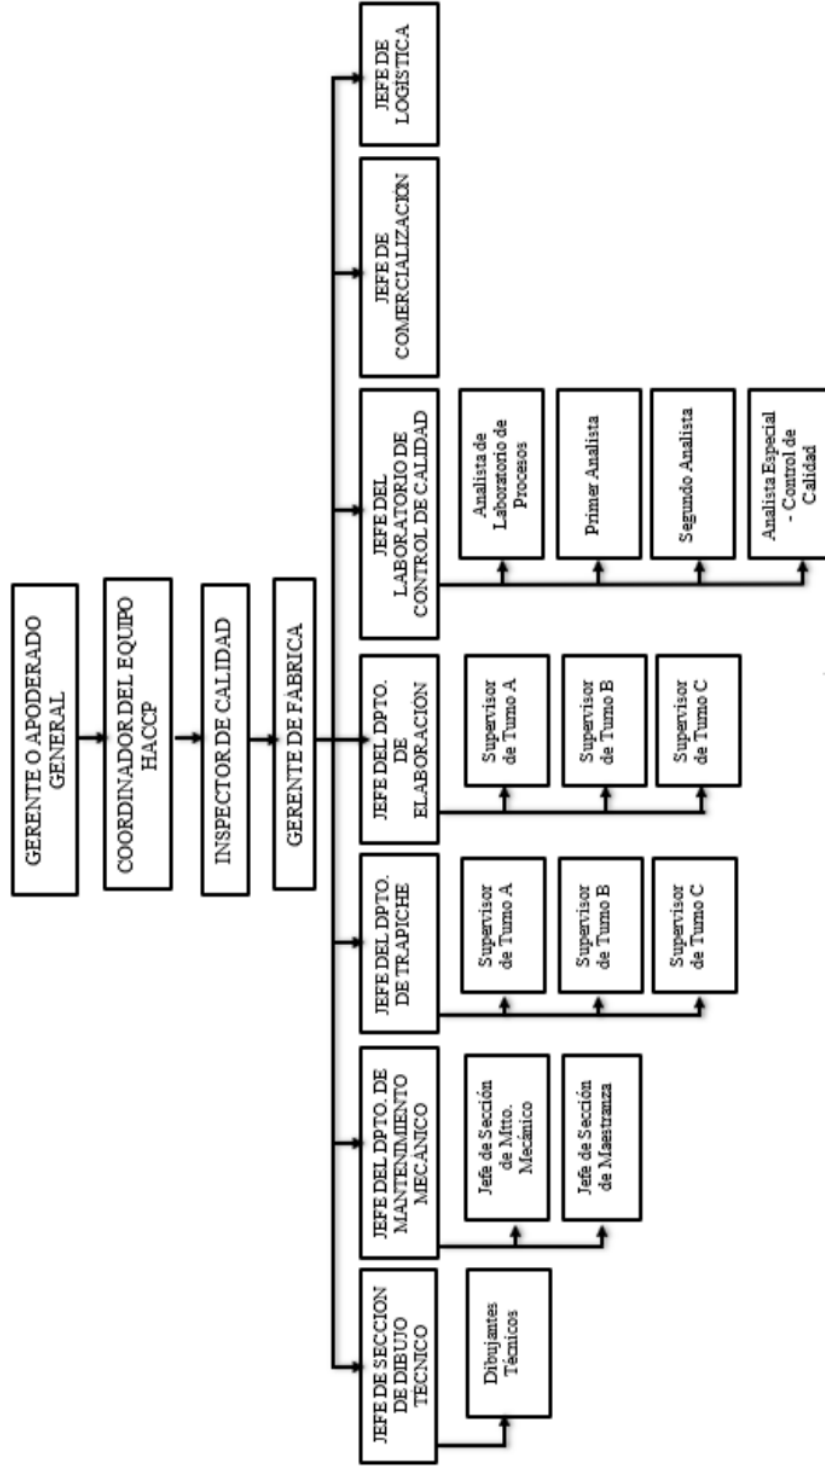 GERENTE O APODERADO
GENERAL
COORDINADOR DEL EQUIPO
HACCP
INSPECTOR DE CALIDAD
GERENTE DE FÁBRICA
JEFE DE SECCION
DE DIBUJO
TÉCNICO
JEFE DEL DPTO. DE
MANTENIMIENTO
MECÁNICO
JEFE DEL DPTO.
DE TRAPICHE
JEFE DEL DPTO.
DE
ELABORACIÓN
JEFE DEL
LABORATORIO DE
CONTROL DE CALIDAD
JEFE DE
COMERCIALIZACIÓN
JEFE DE
LOGÍSTICA
Dibujantes
Técnicos
Jefe de Sección
de Mtto.
Mecánico
Jefe de Sección
de Maestranza
Supervisor
de Turno A
Supervisor
de Turno B
Supervisor
de Turno C
Supervisor
de Turno A
Supervisor
de Turno B
Supervisor
de Turno C
Analista de
Laboratorio de
Procesos
Primer Analista
Segundo Analista
Analista Especial
- Control de
Calidad